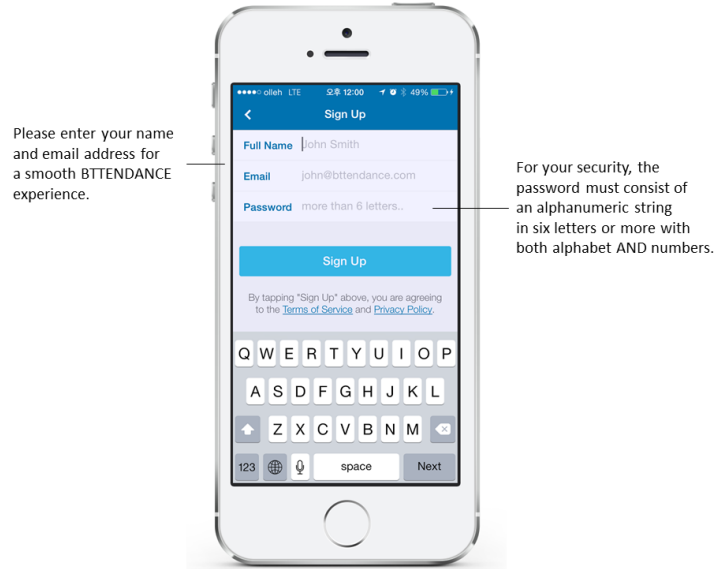 ●●●●○ olleh LTE 오후 12:00 49%
Sign Up
Full Name John Smith
Email john@bttendance.com
Password more than 6 letters..
Sign Up
By tapping "Sign Up" above, you are agreeing
to the Terms of Service and Privacy Policy.
Q W E R T Y U I O P
A S D F G H J K L
Z X C V B N M
123 space Next
Please enter your name
and email address for
a smooth BTTENDANCE
experience.
For your security, the
password must consist of
an alphanumeric string
in six letters or more with
both alphabet AND numbers.